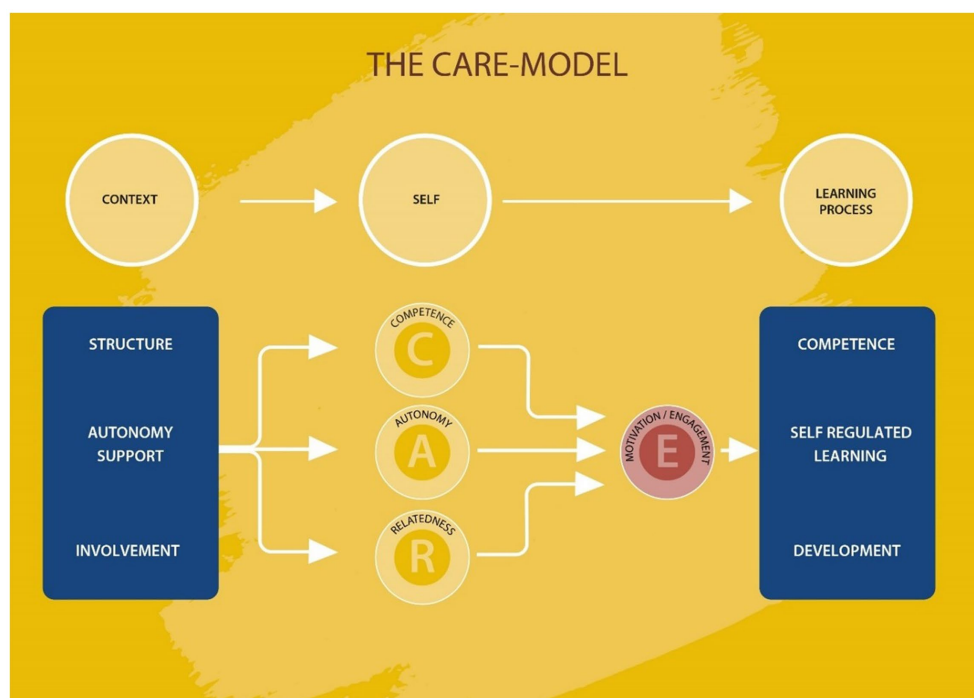 THE CARE-MODEL
CONTEXT
SELF
LEARNING
PROCESS
STRUCTURE
AUTONOMY
SUPPORT
INVOLVEMENT
COMPETENCE
C
AUTONOMY
A
RELATEDNESS
R
MOTIVATION / ENGAGEMENT
E
COMPETENCE
SELF REGULATED
LEARNING
DEVELOPMENT